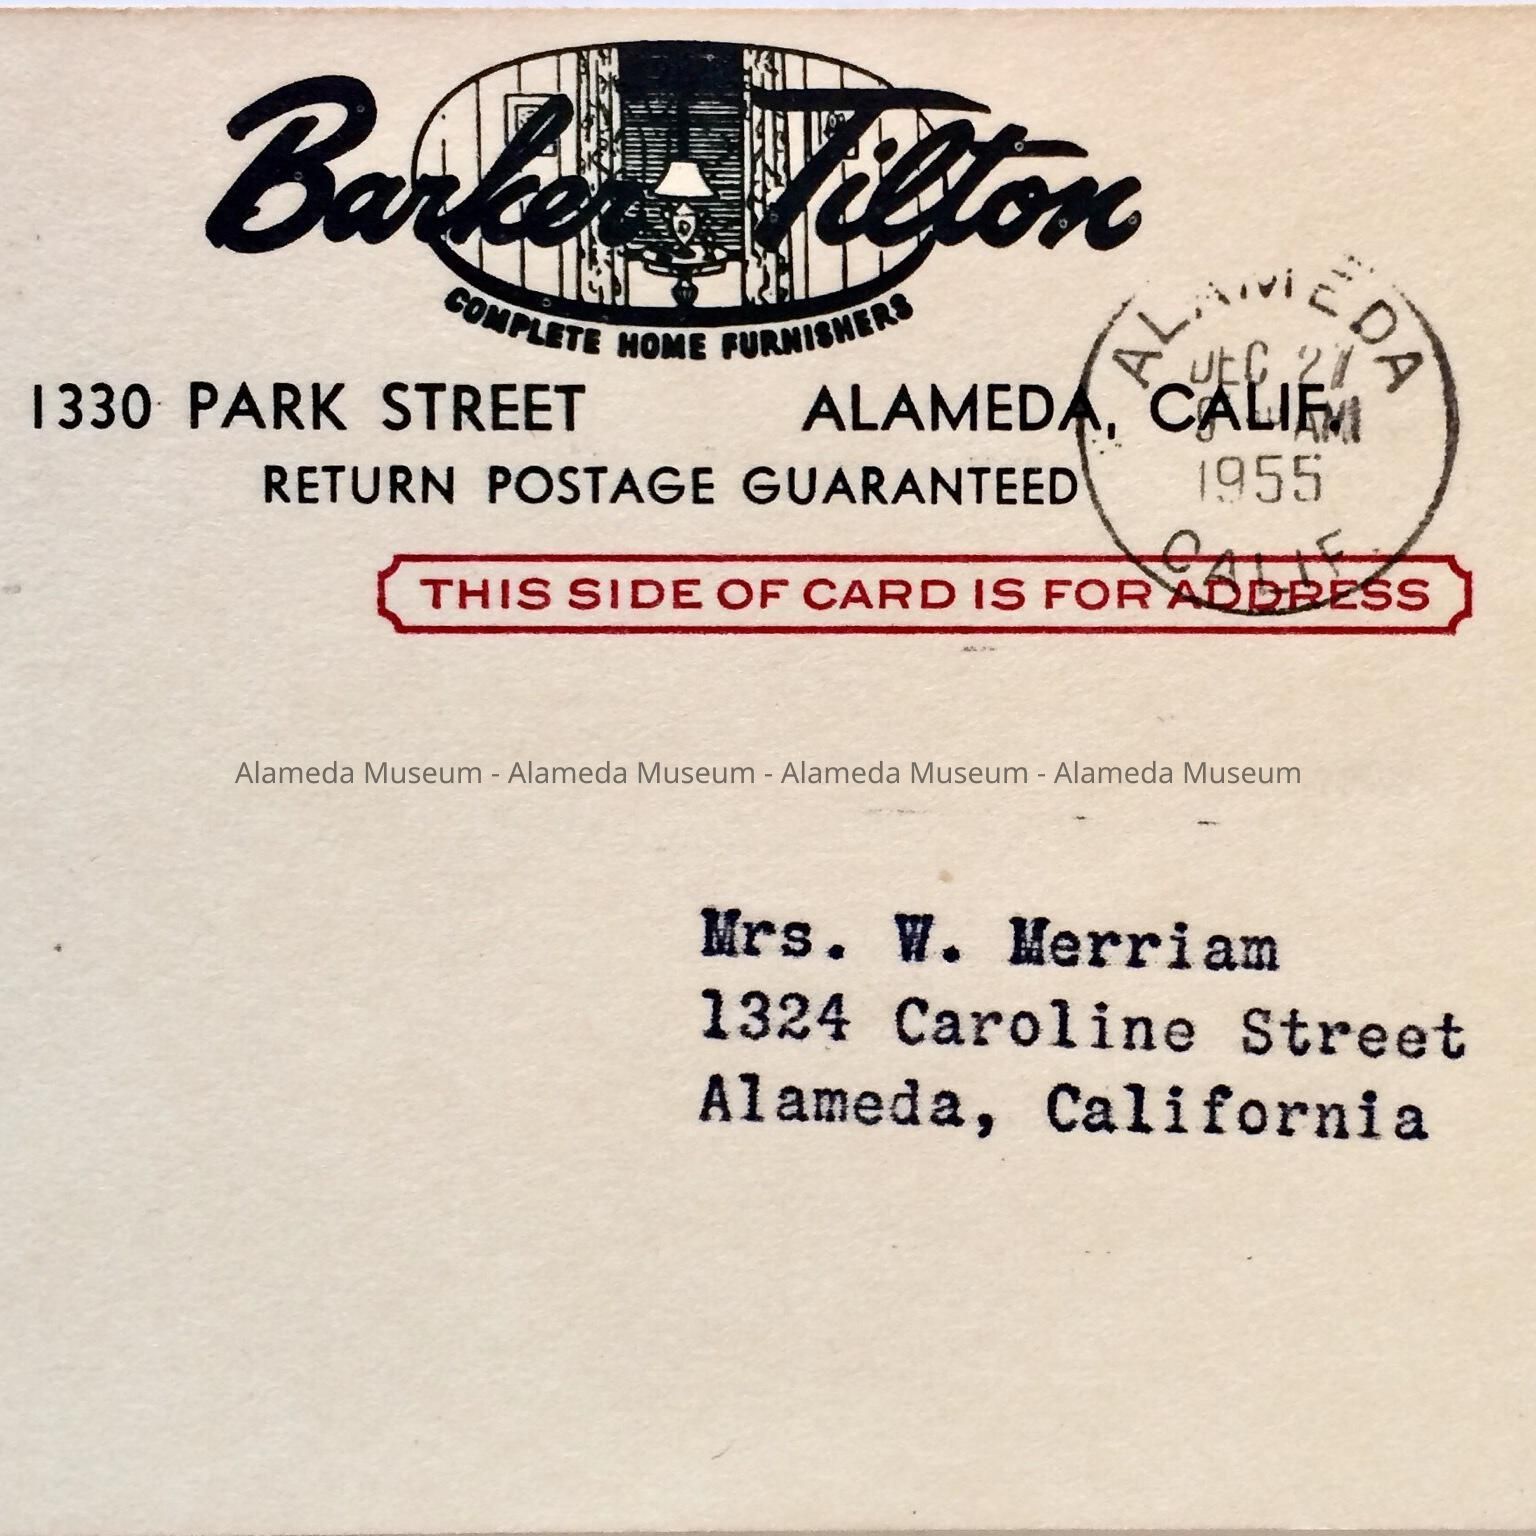 Barker Tilton
COMPLETE HOME FURNISHERS
1330 PARK STREET ALAMEDA, CALIF.
RETURN POSTAGE GUARANTEED
ALAMEDA
DEC 27
AM
1955
CALIF.
THIS SIDE OF CARD IS FOR ADDRESS
Alameda Museum - Alameda Museum - Alameda Museum - Alameda Museum
Mrs. W. Merriam
1324 Caroline Street
Alameda, California